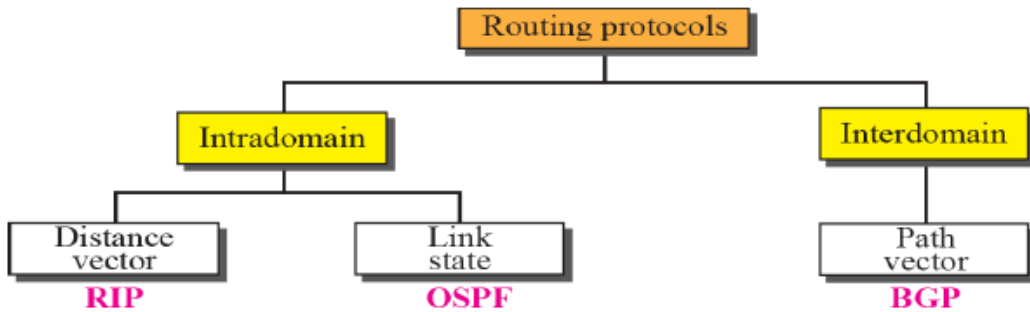 Routing protocols
Intradomain
Interdomain
Distance
vector
Link
state
Path
vector
RIP
OSPF
BGP